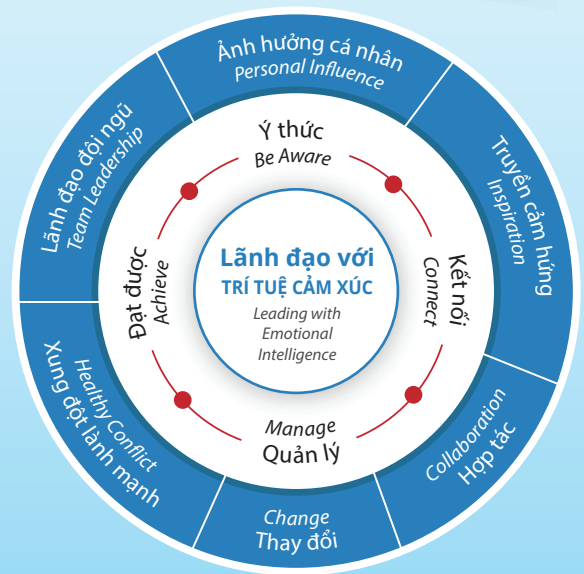 Ảnh hưởng cá nhân
Personal Influence
Truyền cảm hứng
Inspiration
Collaboration
Hợp tác
Change
Thay đổi
Healthy Conflict
Xung đột lành mạnh
Lãnh đạo đội ngũ
Team Leadership
Ý thức
Be Aware
Kết nối
Connect
Manage
Quản lý
Đạt được
Achieve
Lãnh đạo với
TRÍ TUỆ CẢM XÚC
Leading with
Emotional
Intelligence